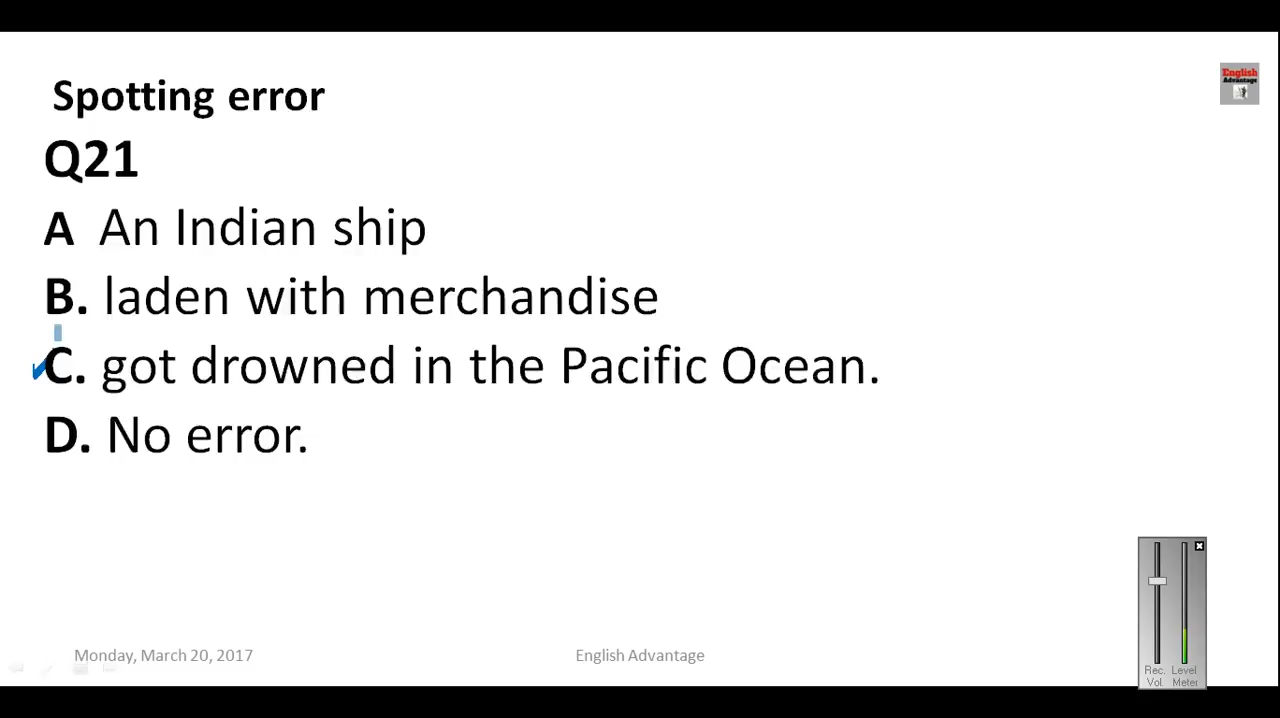 Spotting error
English
Advantage
Q21
A An Indian ship
B. laden with merchandise
C. got drowned in the Pacific Ocean.
D. No error.
Rec. Level
Vol. Meter
Monday, March 20, 2017 English Advantage